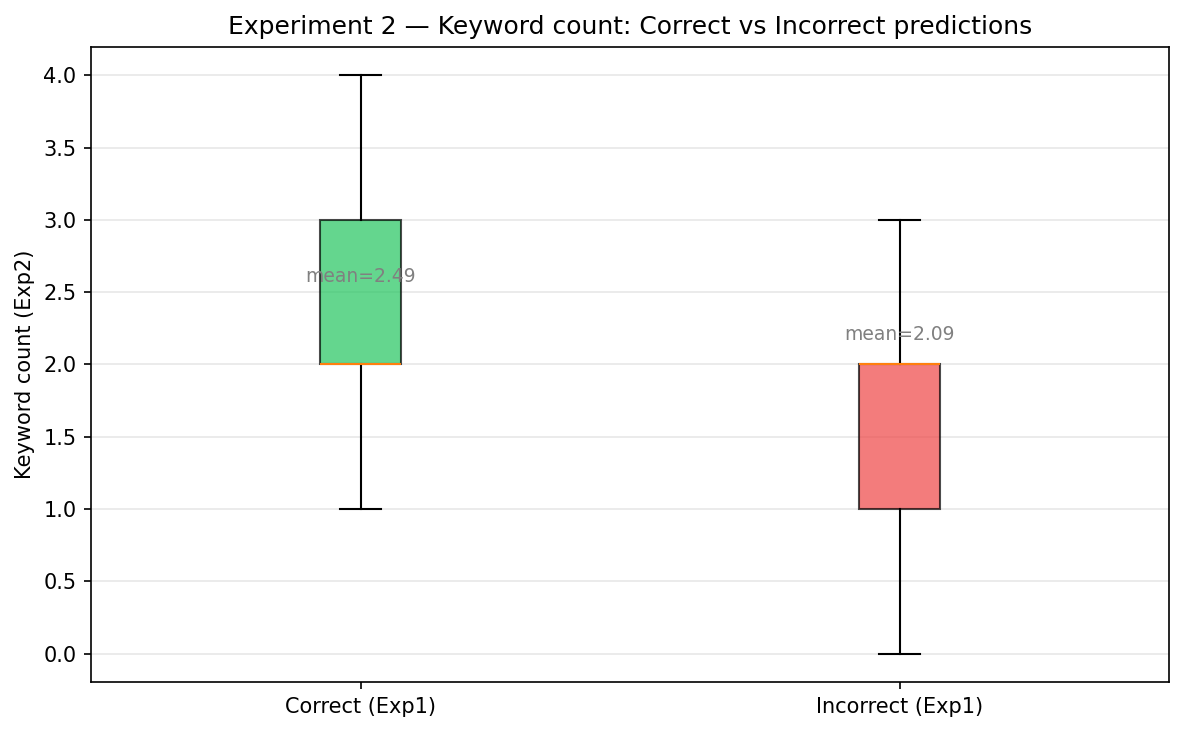 Experiment 2 — Keyword count: Correct vs Incorrect predictions
Keyword count (Exp2)
4.0
3.5
3.0
2.5
2.0
1.5
1.0
0.5
0.0
mean=2.49
mean=2.09
Correct (Exp1)
Incorrect (Exp1)